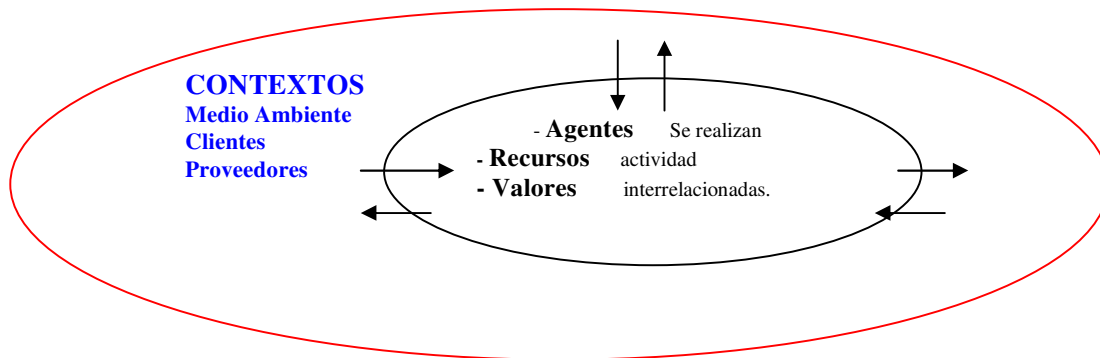 CONTEXTOS
Medio Ambiente
Clientes
Proveedores
- Agentes Se realizan
- Recursos actividad
- Valores interrelacionadas.